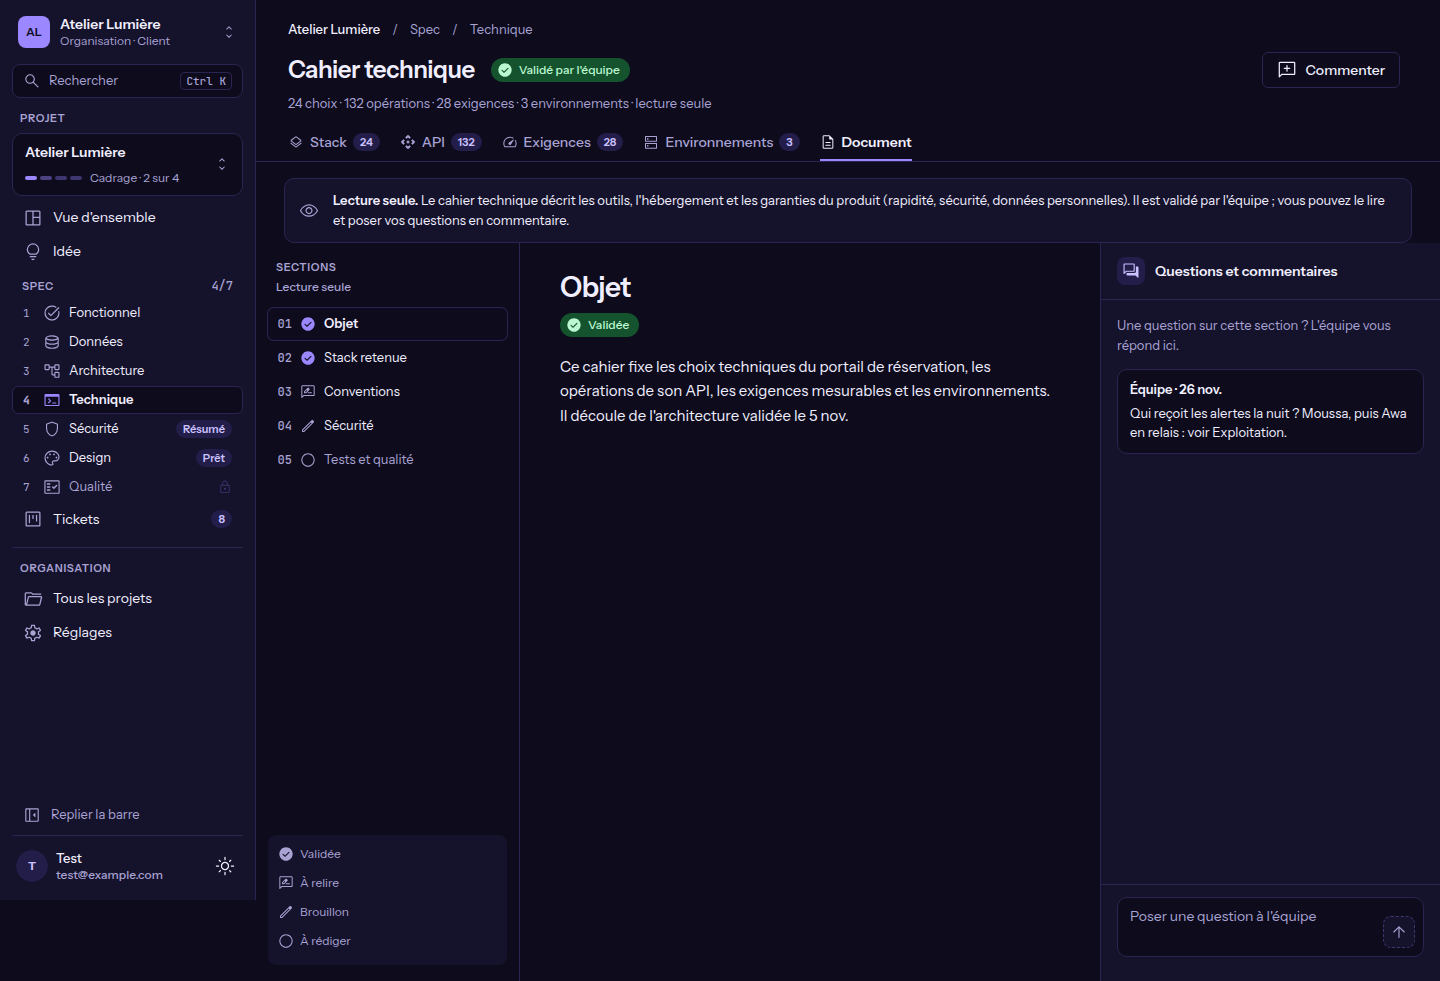 AL
Atelier Lumière
Organisation · Client
Rechercher
Ctrl K
PROJET
Atelier Lumière
Cadrage · 2 sur 4
Vue d'ensemble
Idée
SPEC 4/7
1 Fonctionnel
2 Données
3 Architecture
4 Technique
5 Sécurité Résumé
6 Design Prêt
7 Qualité
Tickets 8
ORGANISATION
Tous les projets
Réglages
Replier la barre
T
Test
test@example.com
Atelier Lumière / Spec / Technique
Cahier technique
Validé par l'équipe
Commenter
24 choix · 132 opérations · 28 exigences · 3 environnements · lecture seule
Stack 24 API 132 Exigences 28 Environnements 3 Document
Lecture seule. Le cahier technique décrit les outils, l'hébergement et les garanties du produit (rapidité, sécurité, données personnelles). Il est validé par l'équipe ; vous pouvez le lire
et poser vos questions en commentaire.
SECTIONS
Lecture seule
01 Objet
02 Stack retenue
03 Conventions
04 Sécurité
05 Tests et qualité
Validée
À relire
Brouillon
À rédiger
Objet
Validée
Ce cahier fixe les choix techniques du portail de réservation, les
opérations de son API, les exigences mesurables et les environnements.
Il découle de l'architecture validée le 5 nov.
Questions et commentaires
Une question sur cette section ? L'équipe vous
répond ici.
Équipe · 26 nov.
Qui reçoit les alertes la nuit ? Moussa, puis Awa
en relais : voir Exploitation.
Poser une question à l'équipe